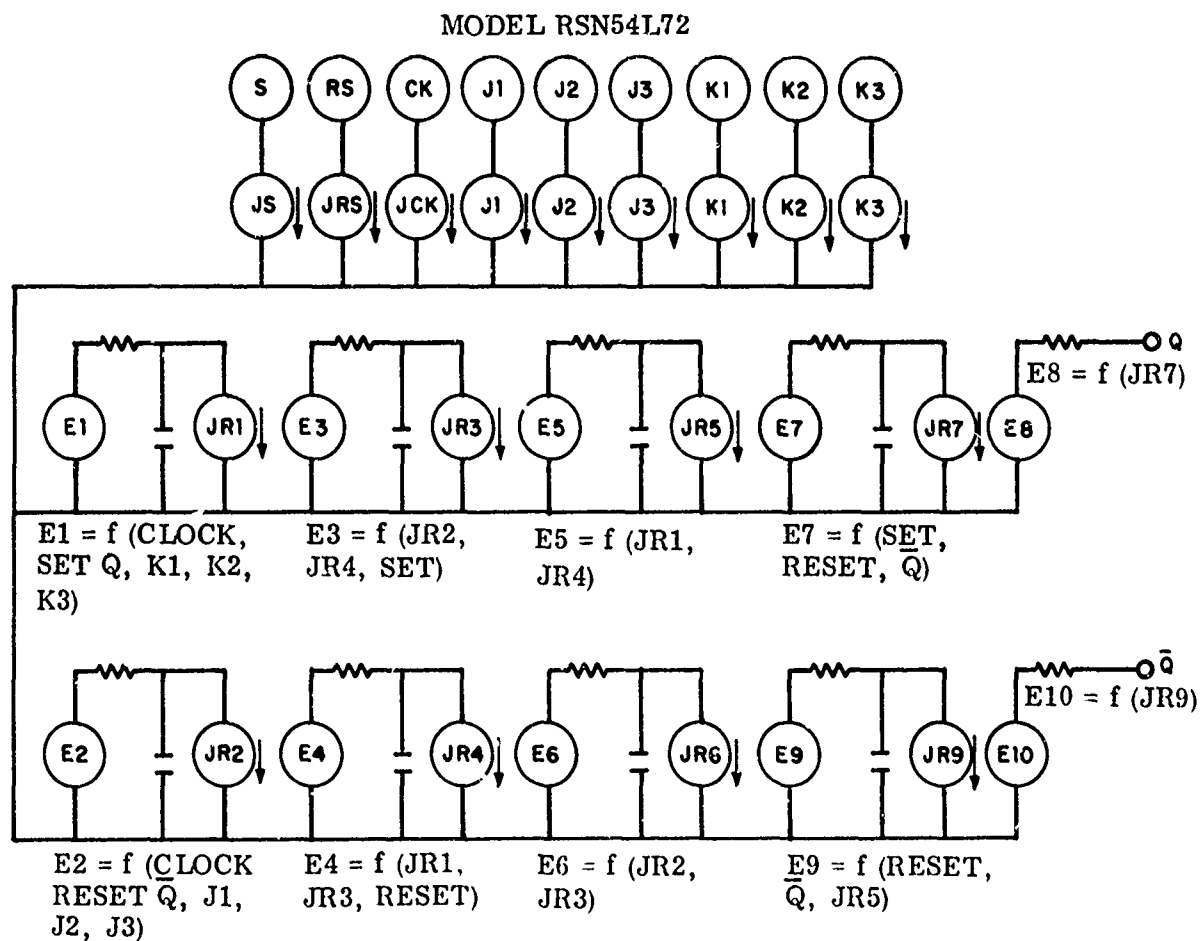 MODEL RSN54L72
S RS CK J1 J2 J3 K1 K2 K3
JS JRS JCK J1 J2 J3 K1 K2 K3
Q
E8 = f (JR7)
E1 JR1 E3 JR3 E5 JR5 E7 JR7 E8
E1 = f (CLOCK,
SET Q, K1, K2,
K3)
E3 = f (JR2,
JR4, SET)
E5 = f (JR1,
JR4)
E7 = f (SET,
RESET, Q̅)
Q̅
E10 = f (JR9)
E2 JR2 E4 JR4 E6 JR6 E9 JR9 E10
E2 = f (CLOCK
RESET Q̅, J1,
J2, J3)
E4 = f (JR1,
JR3, RESET)
E6 = f (JR2,
JR3)
E9 = f (RESET,
Q̅, JR5)